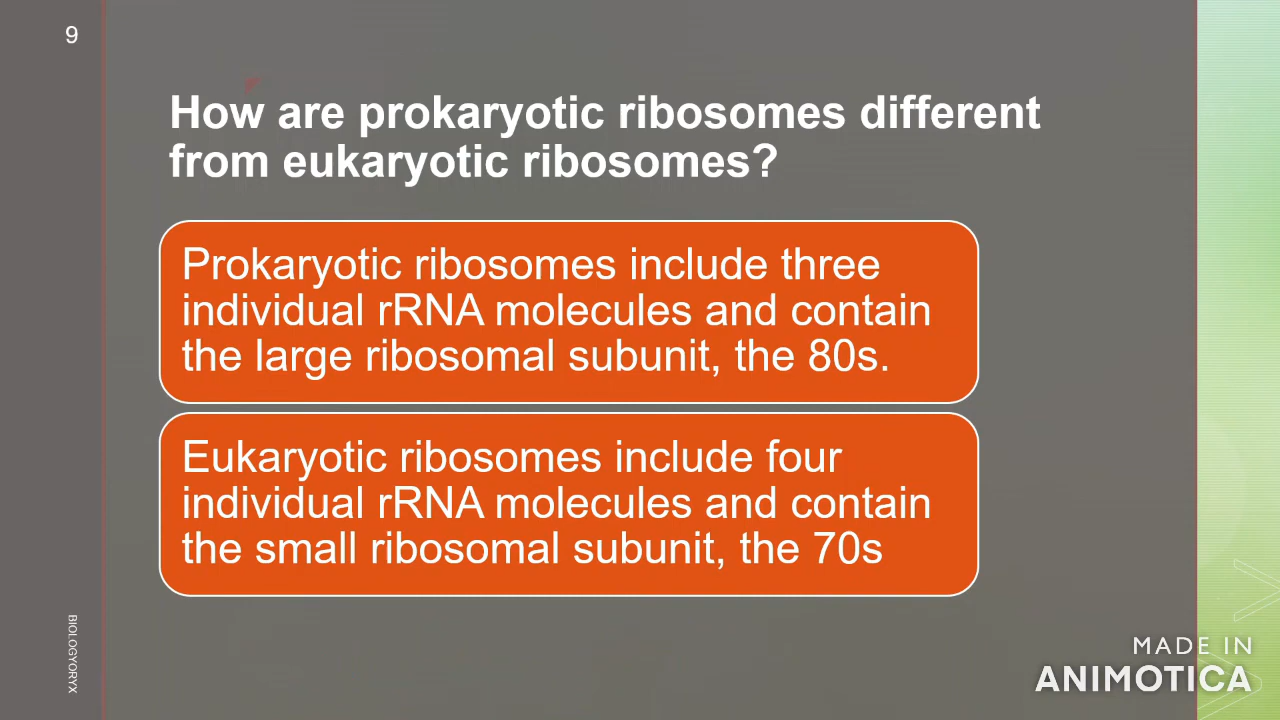 9
How are prokaryotic ribosomes different
from eukaryotic ribosomes?
Prokaryotic ribosomes include three
individual rRNA molecules and contain
the large ribosomal subunit, the 80s.
Eukaryotic ribosomes include four
individual rRNA molecules and contain
the small ribosomal subunit, the 70s
BIOLOGYORYX
MADE IN
ANIMOTICA